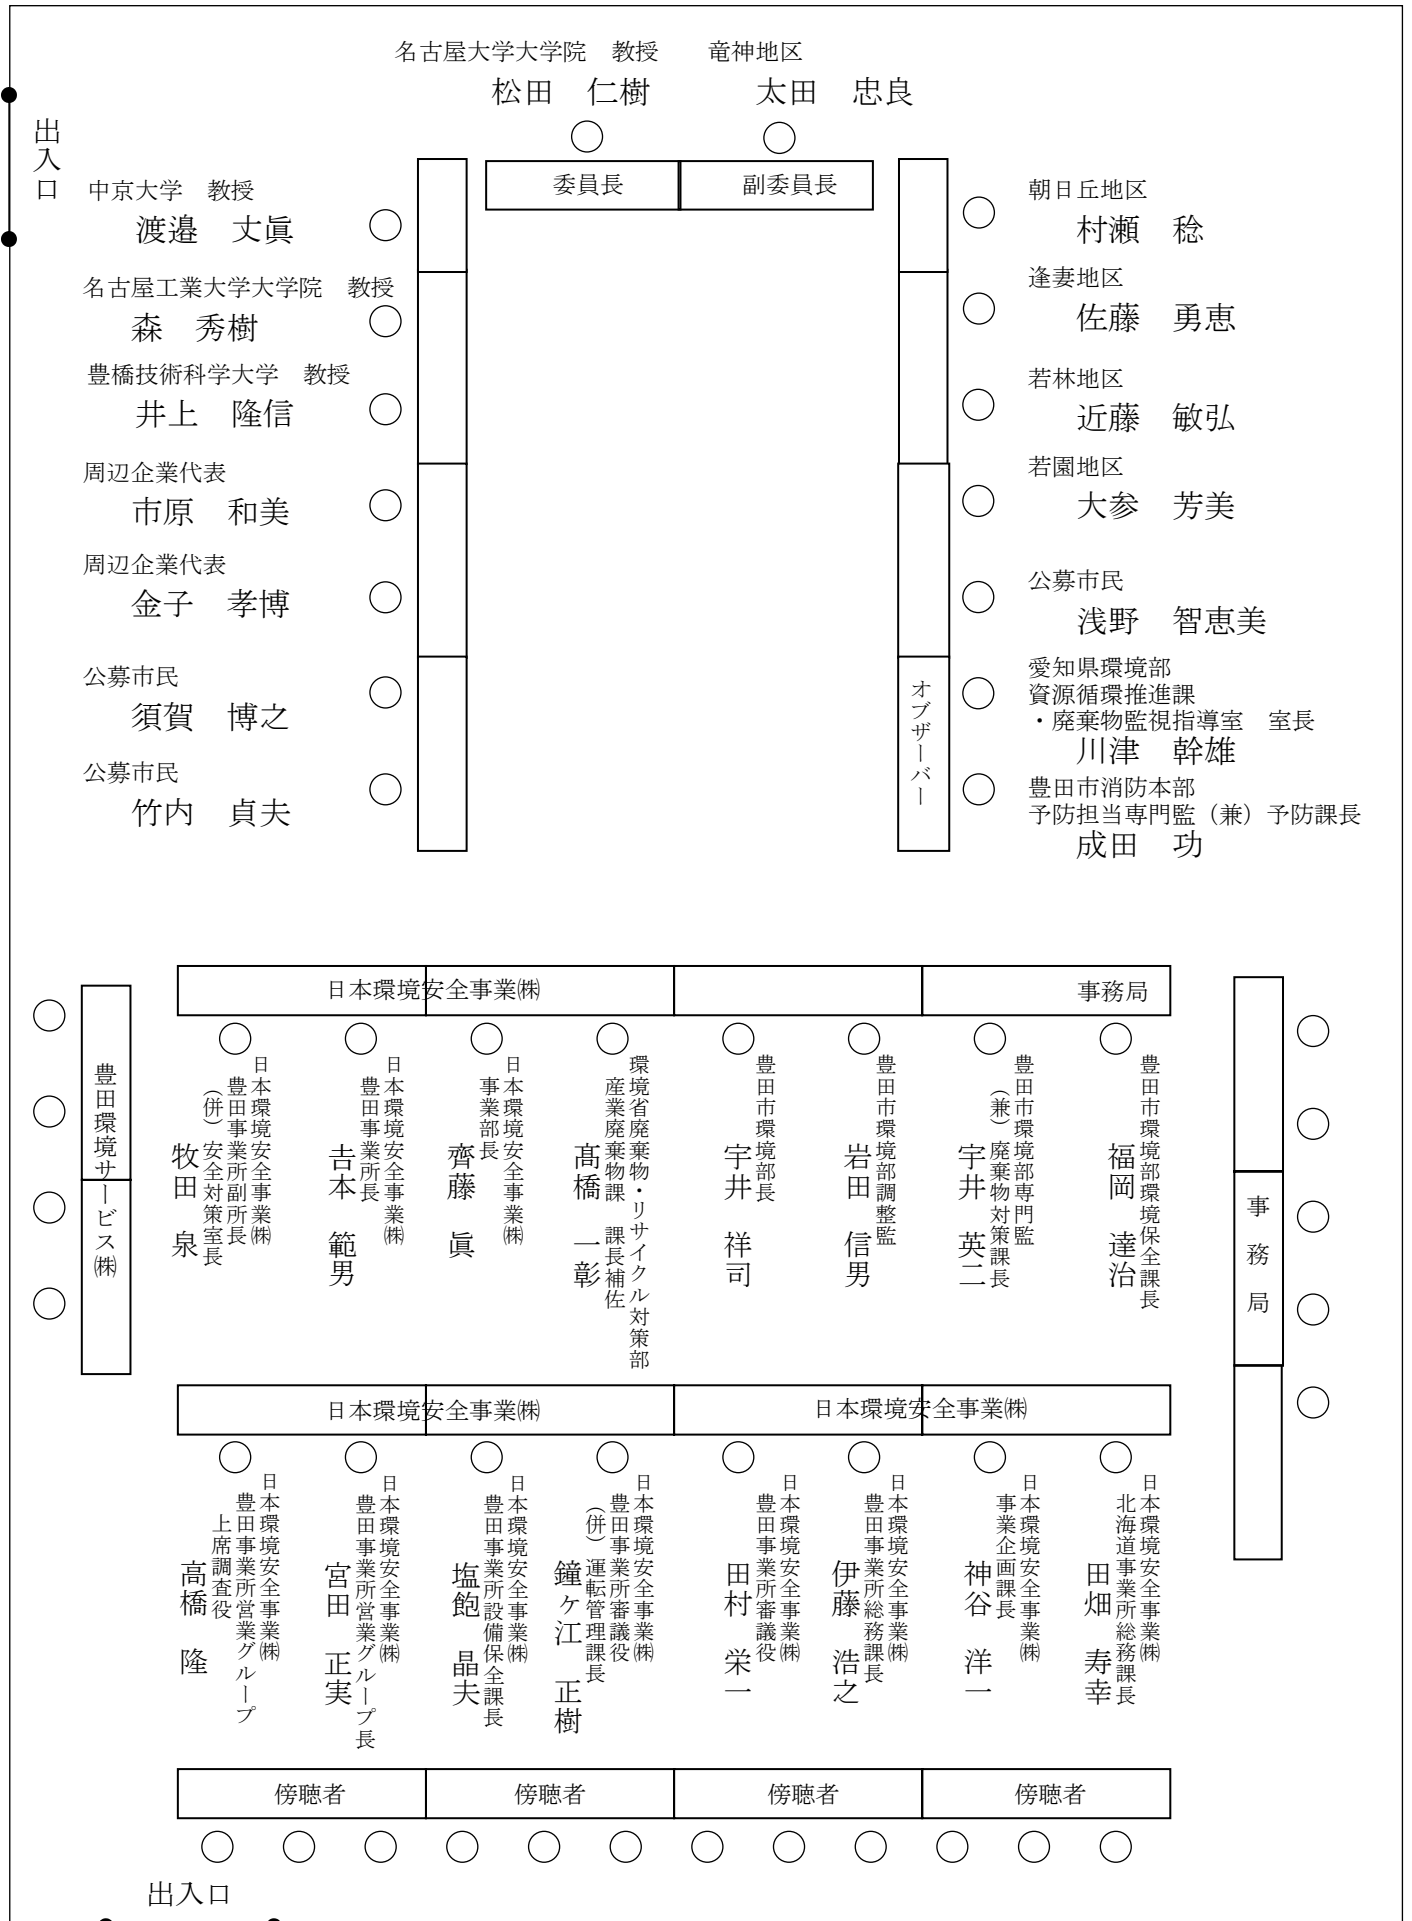 名古屋大学大学院　教授
松田　仁樹
竜神地区
太田　忠良
委員長
副委員長
出入口
中京大学　教授
渡邉　丈眞
名古屋工業大学大学院　教授
森　秀樹
豊橋技術科学大学　教授
井上　隆信
周辺企業代表
市原　和美
周辺企業代表
金子　孝博
公募市民
須賀　博之
公募市民
竹内　貞夫
朝日丘地区
村瀬　稔
逢妻地区
佐藤　勇恵
若林地区
近藤　敏弘
若園地区
大参　芳美
公募市民
浅野　智恵美
オブザーバー
愛知県環境部
資源循環推進課
・廃棄物監視指導室　室長
川津　幹雄
豊田市消防本部
予防担当専門監（兼）予防課長
成田　功
日本環境安全事業㈱
事務局
豊田環境サービス㈱
事務局
日本環境安全事業㈱
豊田事業所副所長
（併）安全対策室長
牧田　泉
日本環境安全事業㈱
豊田事業所長
吉本　範男
日本環境安全事業㈱
事業部長
齊藤　眞
環境省廃棄物・リサイクル対策部
産業廃棄物課　課長補佐
髙橋　一彰
豊田市環境部長
宇井　祥司
豊田市環境部調整監
岩田　信男
豊田市環境部専門監
（兼）廃棄物対策課長
宇井　英二
豊田市環境部環境保全課長
福岡　達治
日本環境安全事業㈱
日本環境安全事業㈱
日本環境安全事業㈱
豊田事業所営業グループ
上席調査役
高橋　隆
日本環境安全事業㈱
豊田事業所営業グループ長
宮田　正実
日本環境安全事業㈱
豊田事業所設備保全課長
塩飽　晶夫
日本環境安全事業㈱
豊田事業所審議役
（併）運転管理課長
鐘ヶ江　正樹
日本環境安全事業㈱
豊田事業所審議役
田村　栄一
日本環境安全事業㈱
豊田事業所総務課長
伊藤　浩之
日本環境安全事業㈱
事業企画課長
神谷　洋一
日本環境安全事業㈱
北海道事業所総務課長
田畑　寿幸
傍聴者
傍聴者
傍聴者
傍聴者
出入口